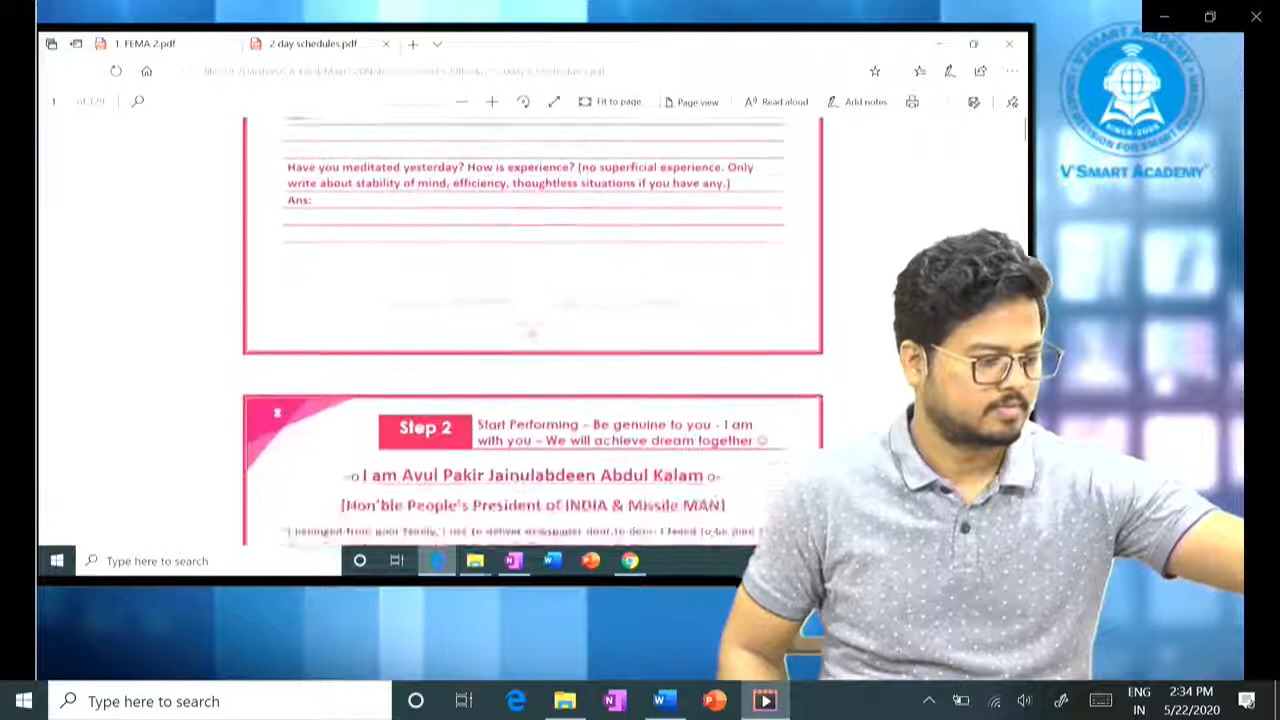 1. FEMA 2.pdf
2 day schedules.pdf
1
Fit to page
Page view
Read aloud
Add notes
V'SMART ACADEMY
Have you meditated yesterday? How is experience? (no superficial experience. Only
write about stability of mind, efficiency, thoughtless situations if you have any.)
Ans:
Step 2
Start Performing – Be genuine to you - I am
with you – We will achieve dream together ☺
I am Avul Pakir Jainulabdeen Abdul Kalam
[Hon'ble People's President of INDIA & Missile MAN]
Type here to search
Type here to search
ENG
IN
2:34 PM
5/22/2020